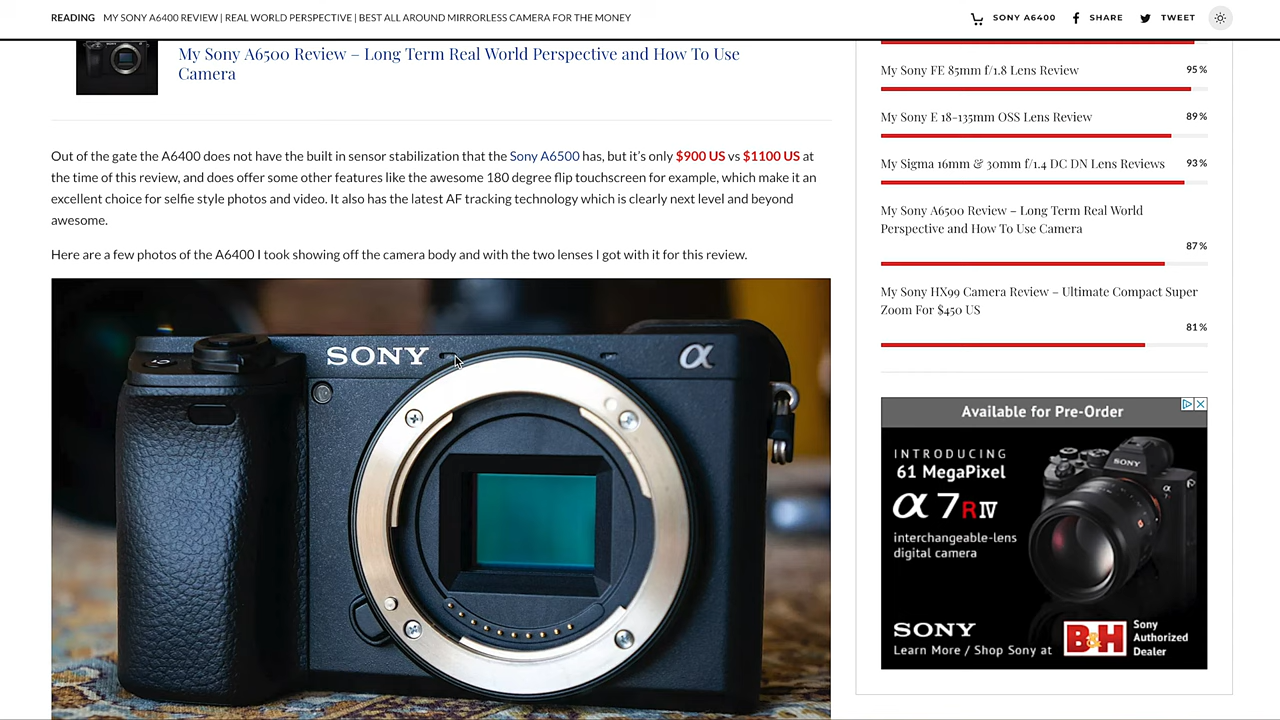 READING MY SONY A6400 REVIEW | REAL WORLD PERSPECTIVE | BEST ALL AROUND MIRRORLESS CAMERA FOR THE MONEY
SONY A6400 SHARE TWEET
My Sony A6500 Review – Long Term Real World Perspective and How To Use
Camera
Out of the gate the A6400 does not have the built in sensor stabilization that the Sony A6500 has, but it's only $900 US vs $1100 US at
the time of this review, and does offer some other features like the awesome 180 degree flip touchscreen for example, which make it an
excellent choice for selfie style photos and video. It also has the latest AF tracking technology which is clearly next level and beyond
awesome.
Here are a few photos of the A6400 I took showing off the camera body and with the two lenses I got with it for this review.
SONY α
My Sony FE 85mm f/1.8 Lens Review 95%
My Sony E 18-135mm OSS Lens Review 89%
My Sigma 16mm & 30mm f/1.4 DC DN Lens Reviews 93%
My Sony A6500 Review – Long Term Real World
Perspective and How To Use Camera
87%
My Sony HX99 Camera Review – Ultimate Compact Super
Zoom For $450 US
81%
Available for Pre-Order
INTRODUCING
61 MegaPixel
α7RIV
interchangeable-lens
digital camera
SONY
α
SONY
Learn More / Shop Sony at
B&H
Sony
Authorized
Dealer